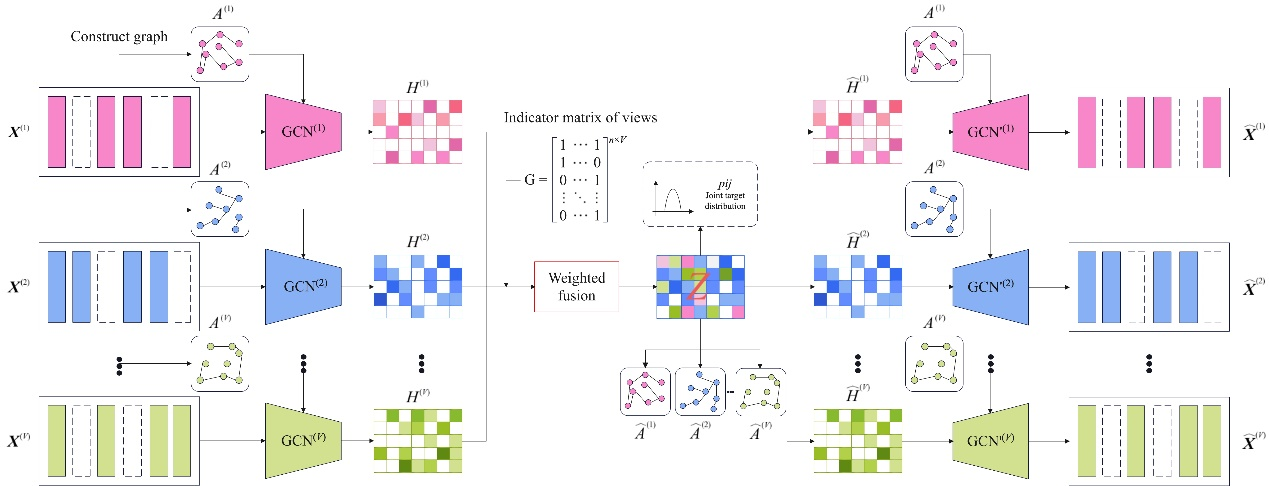 A^(1)
Construct graph
X^(1)
GCN^(1)
H^(1)
A^(2)
X^(2)
GCN^(2)
H^(2)
A^(V)
X^(V)
GCN^(V)
H^(V)
Indicator matrix of views
G = [1 ⋯ 1
1 ⋯ 0
0 ⋯ 1
⋮ ⋱ ⋮
0 ⋯ 1]^n×V
Weighted
fusion
pij
Joint target
distribution
Z
Â^(1) Â^(2) Â^(V)
A^(1)
Ĥ^(1)
GCN'^(1)
X̂^(1)
A^(2)
Ĥ^(2)
GCN'^(2)
X̂^(2)
A^(V)
Ĥ^(V)
GCN'^(V)
X̂^(V)